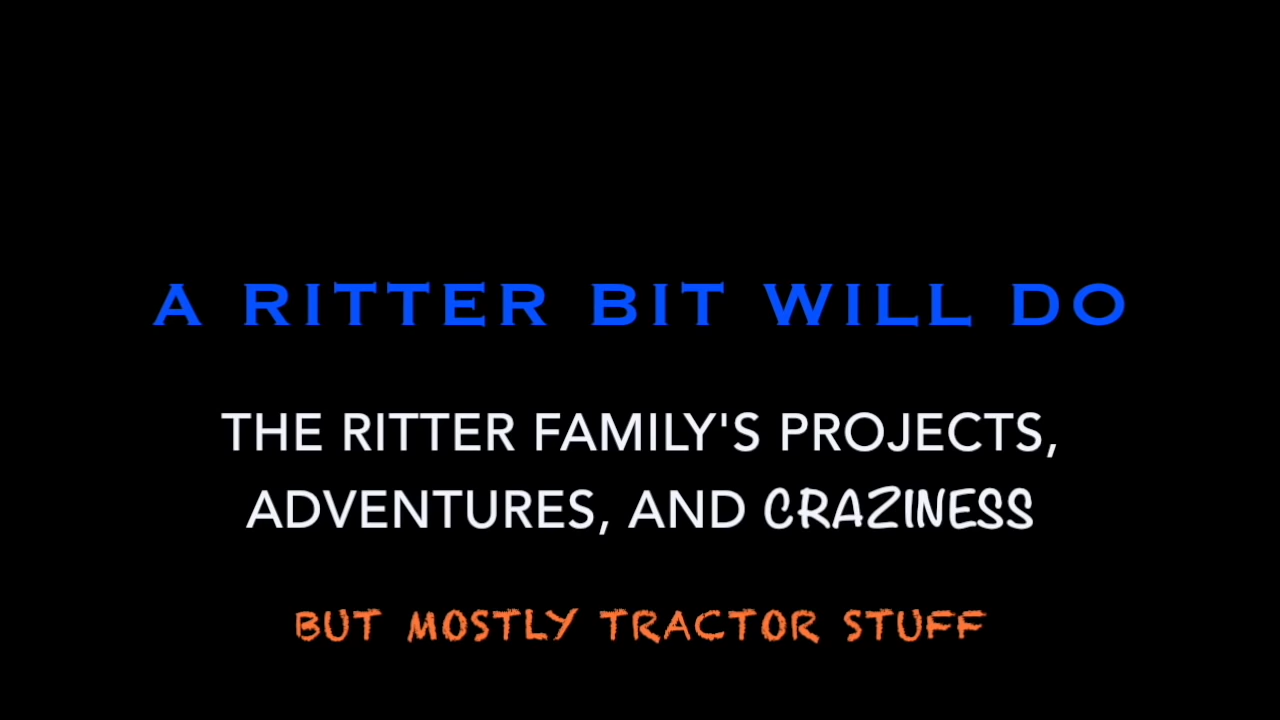 A RITTER BIT WILL DO
THE RITTER FAMILY'S PROJECTS,
ADVENTURES, AND CRAZINESS
BUT MOSTLY TRACTOR STUFF